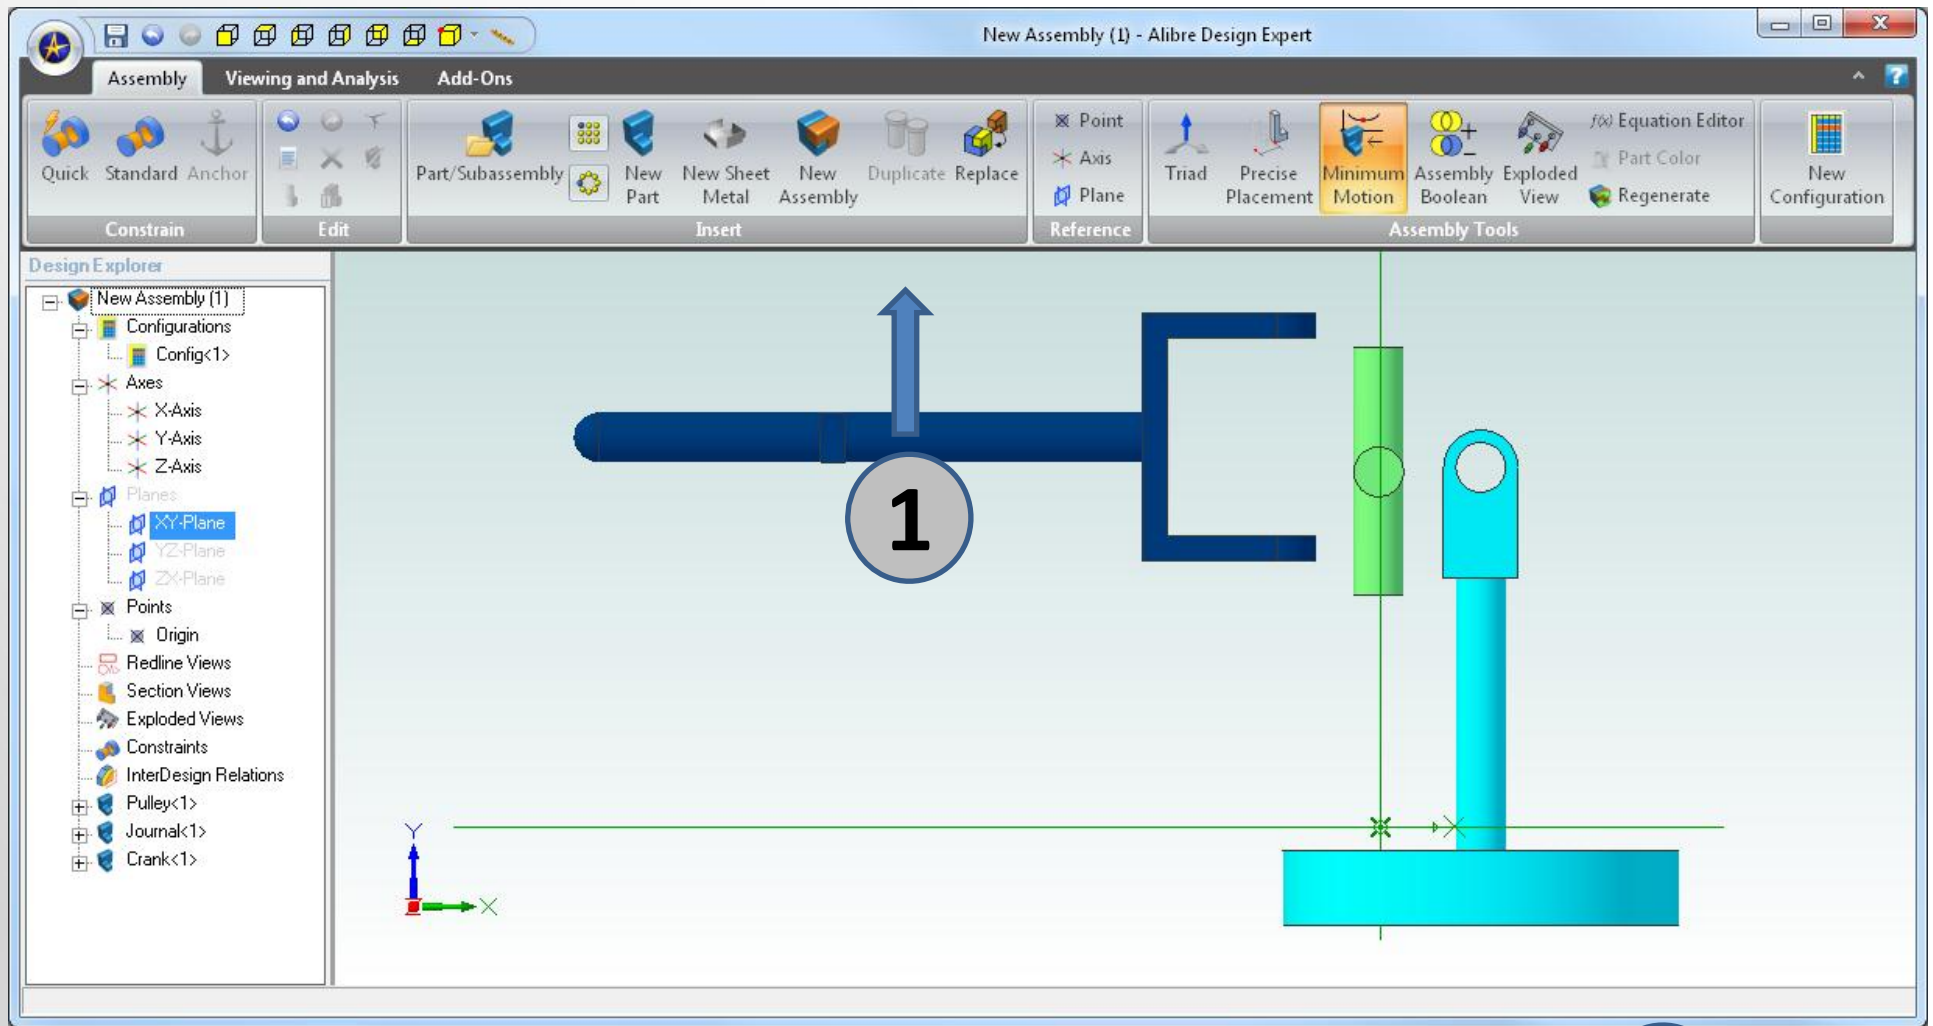 New Assembly (1) - Alibre Design Expert
Assembly Viewing and Analysis Add-Ons
Quick Standard Anchor
Constrain
Edit
Part/Subassembly
New Part
New Sheet Metal
New Assembly
Duplicate Replace
Insert
Point
Axis
Plane
Reference
Triad
Precise Placement
Minimum Motion
Assembly Boolean
Exploded View
f(x) Equation Editor
Part Color
Regenerate
Assembly Tools
New Configuration
Design Explorer
New Assembly (1)
Configurations
Config<1>
Axes
X-Axis
Y-Axis
Z-Axis
Planes
XY-Plane
YZ-Plane
ZX-Plane
Points
Origin
Redline Views
Section Views
Exploded Views
Constraints
InterDesign Relations
Pulley<1>
Journal<1>
Crank<1>
1
Y
X